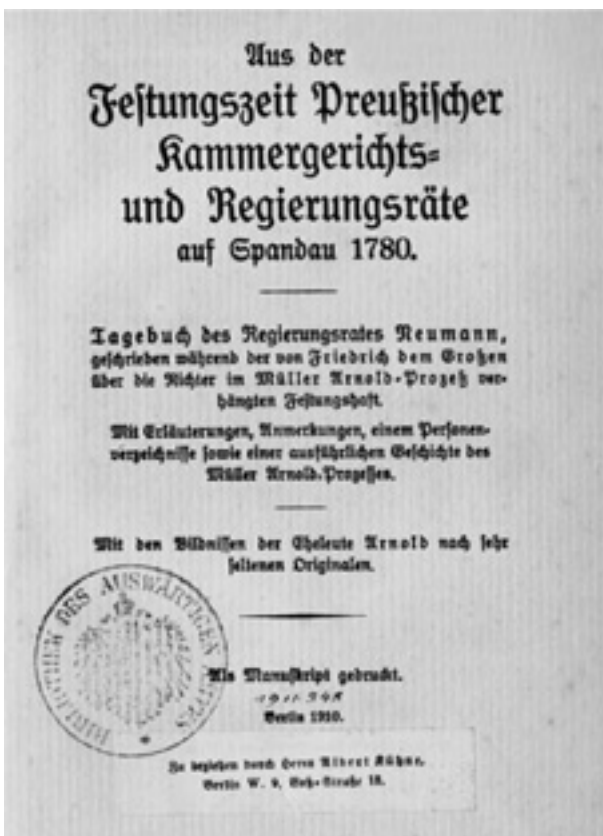 Aus der
Festungszeit Preußischer
Kammergerichts=
und Regierungsräte
auf Spandau 1780.
Tagebuch des Regierungsrates Neumann,
geschrieben während der von Friedrich dem Großen
über die Richter im Müller Arnold-Prozeß ver-
hängten Festungshaft.
Mit Erläuterungen, Anmerkungen, einem Personen-
verzeichnisse sowie einer ausführlichen Geschichte des
Müller Arnold-Prozesses.
Mit den Bildnissen der Eheleute Arnold nach sehr
seltenen Originalen.
BIBLIOTHEK DES AUSWÄRTIGEN AMTES
Als Manuskript gedruckt.
Berlin 1910.
Zu beziehen durch Herrn Albert Kühne,
Berlin W. 9, Straße 18.